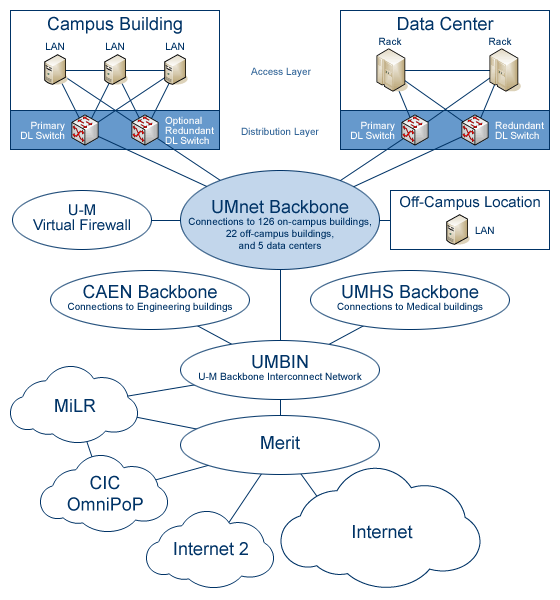 Campus Building
LAN
LAN
LAN
Primary
DL Switch
Optional
Redundant
DL Switch
Access Layer
Distribution Layer
Data Center
Rack
Rack
Primary
DL Switch
Redundant
DL Switch
UMnet Backbone
Connections to 126 on-campus buildings,
22 off-campus buildings,
and 5 data centers
U-M
Virtual Firewall
Off-Campus Location
LAN
CAEN Backbone
Connections to Engineering buildings
UMHS Backbone
Connections to Medical buildings
UMBIN
U-M Backbone Interconnect Network
MiLR
Merit
CIC
OmniPoP
Internet 2
Internet